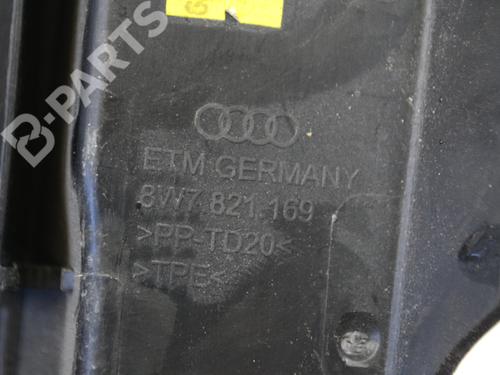 B-PARTS
ETM GERMANY
8W7 821 169
>PP-TD20<
>TPE<